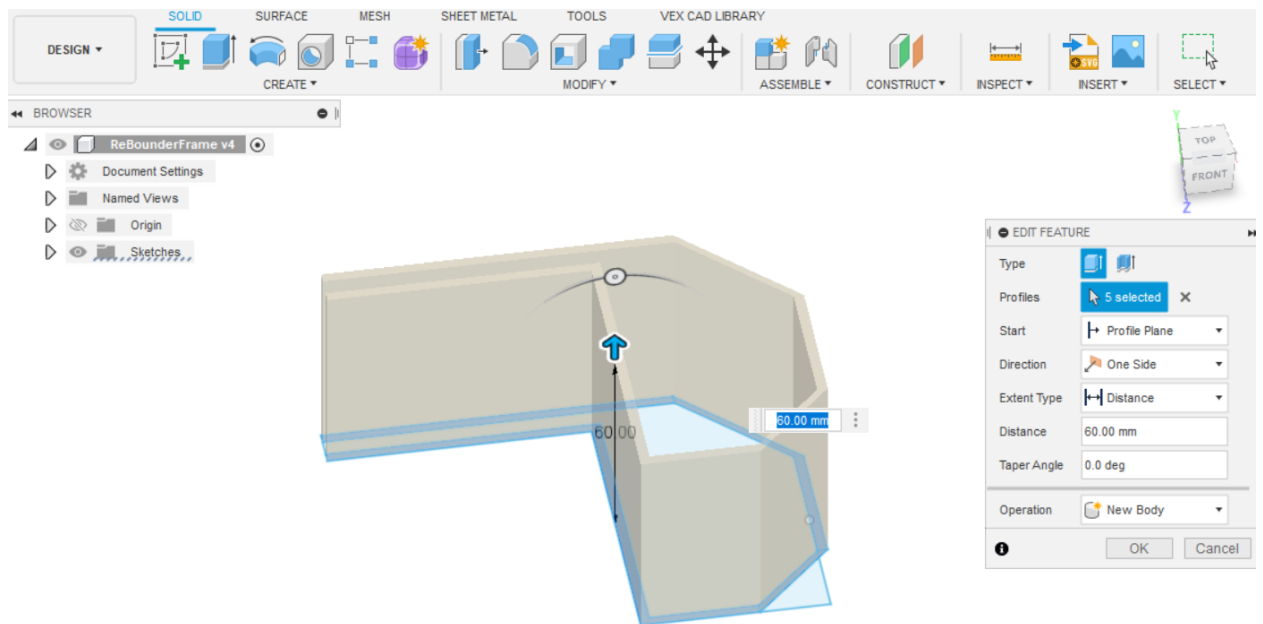 SOLID SURFACE MESH SHEET METAL TOOLS VEX CAD LIBRARY
DESIGN
CREATE MODIFY ASSEMBLE CONSTRUCT INSPECT INSERT SELECT
SVG
BROWSER
ReBounderFrame v4
Document Settings
Named Views
Origin
Sketches
Y
TOP
FRONT
Z
EDIT FEATURE
Type
Profiles 5 selected
Start Profile Plane
Direction One Side
Extent Type Distance
Distance 60.00 mm
Taper Angle 0.0 deg
Operation New Body
OK Cancel
60.00 mm
60.00